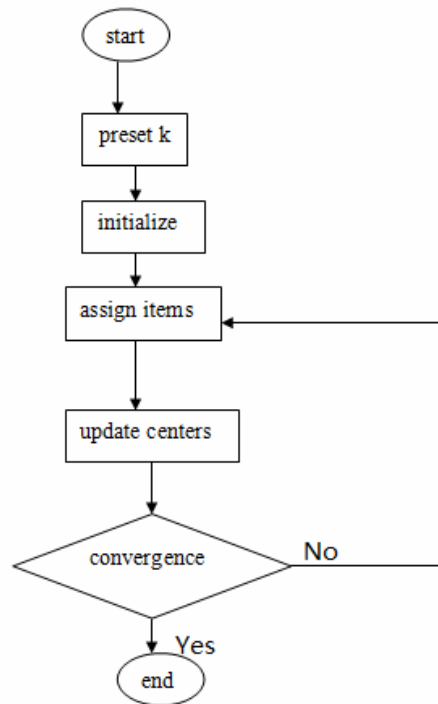 start
preset k
initialize
assign items
update centers
convergence
No
Yes
end